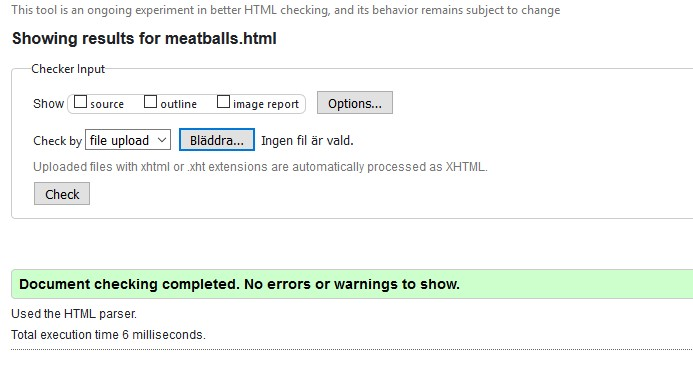 This tool is an ongoing experiment in better HTML checking, and its behavior remains subject to change
Showing results for meatballs.html
Checker Input
Show source outline image report Options...
Check by file upload Bläddra... Ingen fil är vald.
Uploaded files with xhtml or .xht extensions are automatically processed as XHTML.
Check
Document checking completed. No errors or warnings to show.
Used the HTML parser.
Total execution time 6 milliseconds.